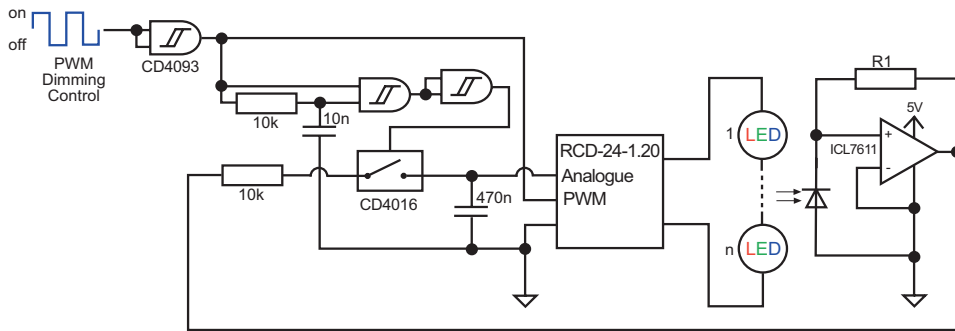 on
off
PWM
Dimming
Control
CD4093
10k
10n
10k
CD4016
470n
RCD-24-1.20
Analogue
PWM
1
LED
n
LED
R1
5V
+
ICL7611
-